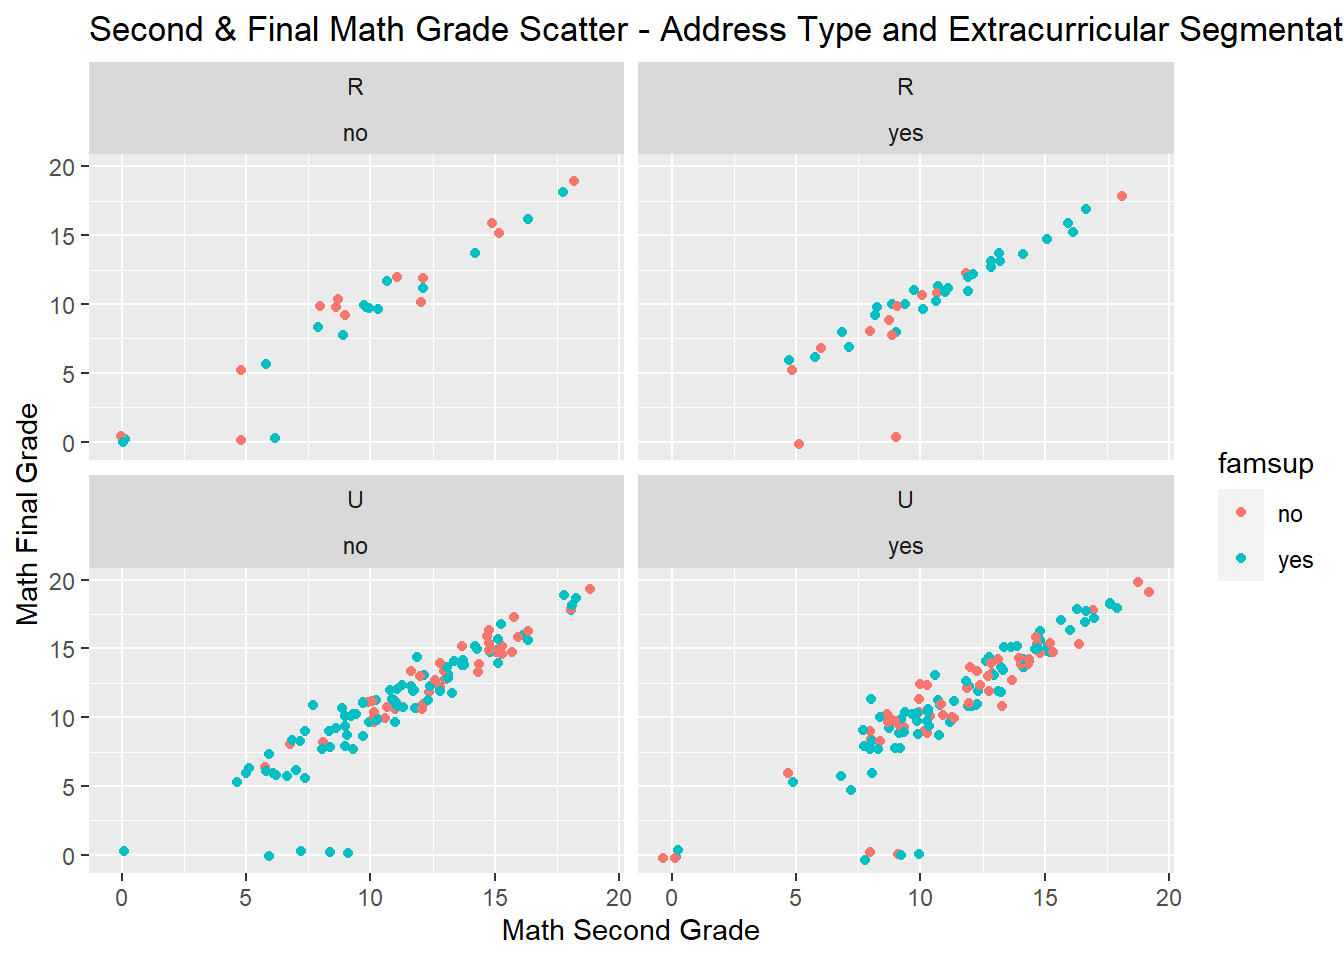 Second & Final Math Grade Scatter - Address Type and Extracurricular Segmentat
R
no
R
yes
20
15
10
5
0
U
no
U
yes
20
15
10
5
0
0 5 10 15 20
0 5 10 15 20
Math Second Grade
Math Final Grade
famsup
no
yes